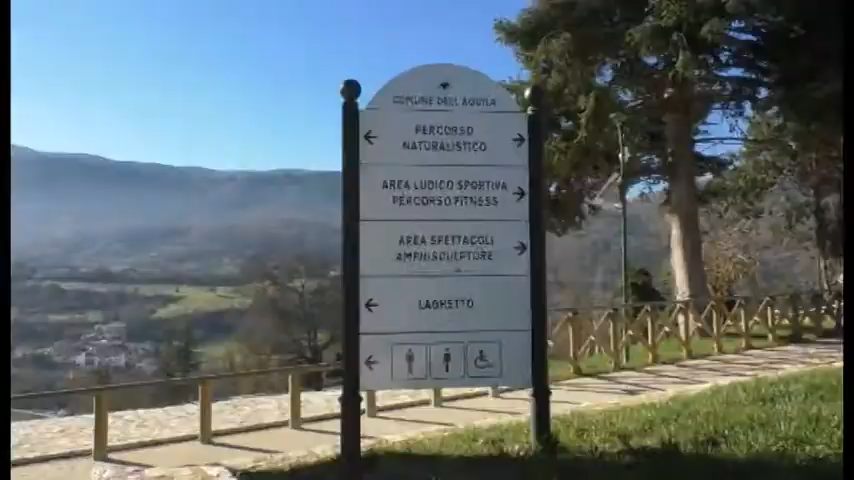 COMUNE DELL'AQUILA
PERCORSO
NATURALISTICO
AREA LUDICO SPORTIVA
PERCORSO FITNESS
AREA SPETTACOLI
AMPHISCULPTURE
LAGHETTO